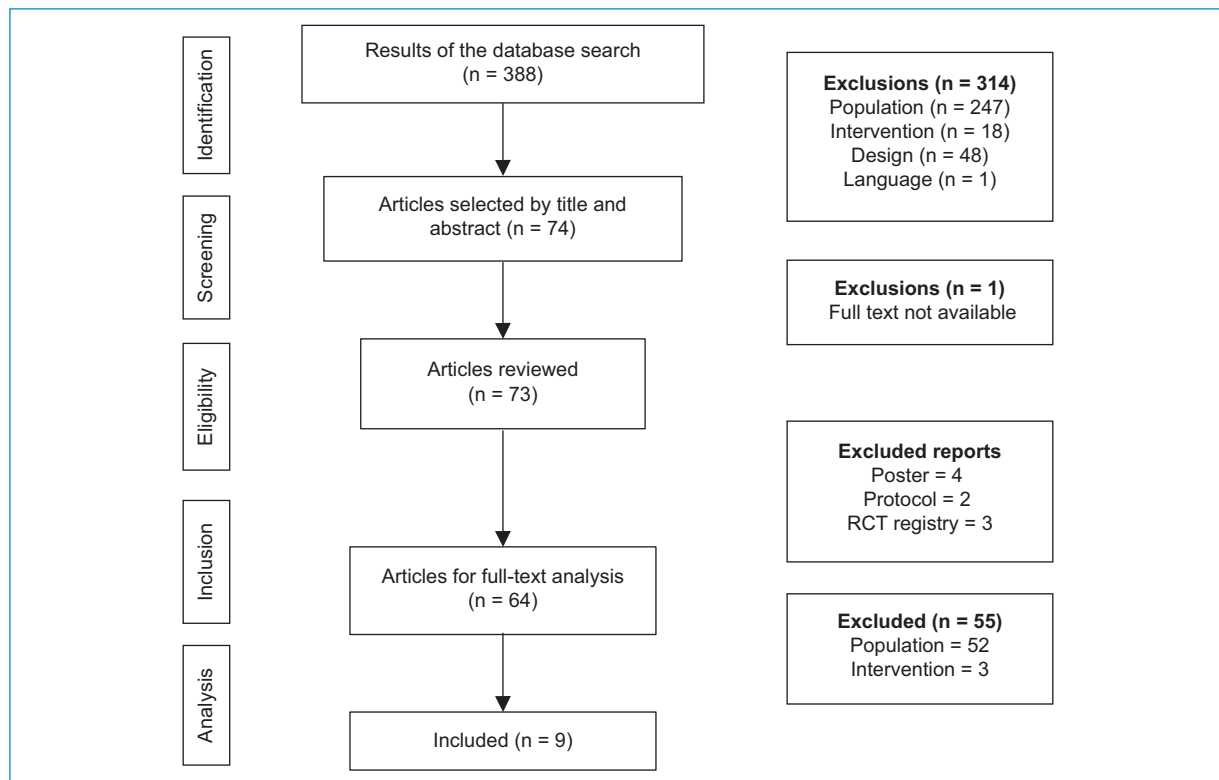 Identification
Results of the database search
(n = 388)
Exclusions (n = 314)
Population (n = 247)
Intervention (n = 18)
Design (n = 48)
Language (n = 1)
Screening
Articles selected by title and
abstract (n = 74)
Exclusions (n = 1)
Full text not available
Eligibility
Articles reviewed
(n = 73)
Excluded reports
Poster = 4
Protocol = 2
RCT registry = 3
Inclusion
Articles for full-text analysis
(n = 64)
Excluded (n = 55)
Population = 52
Intervention = 3
Analysis
Included (n = 9)